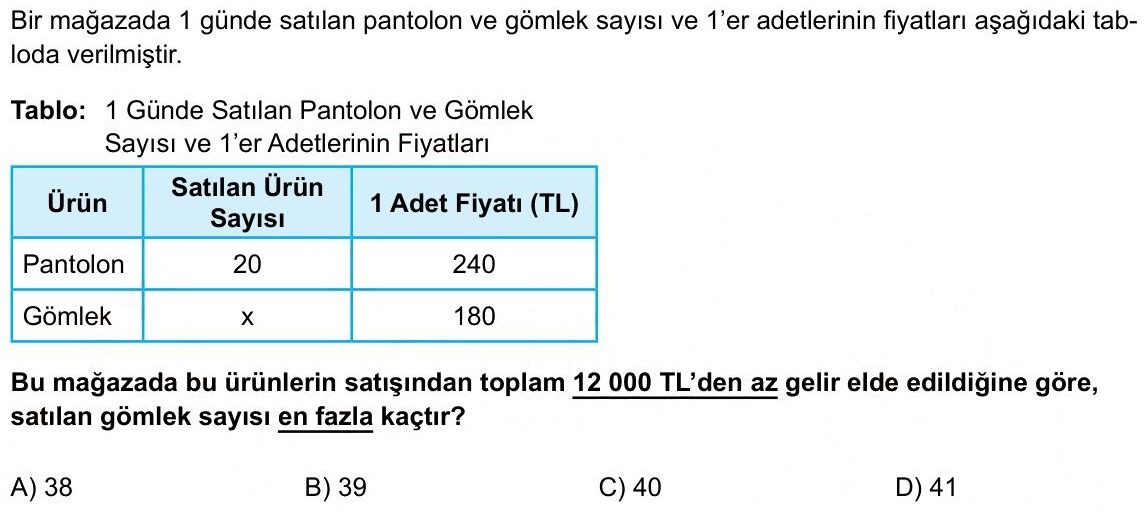 Bir mağazada 1 günde satılan pantolon ve gömlek sayısı ve 1’er adetlerinin fiyatları aşağıdaki tab-
loda verilmiştir.
Tablo: 1 Günde Satılan Pantolon ve Gömlek
Sayısı ve 1’er Adetlerinin Fiyatları
Ürün Satılan Ürün Sayısı 1 Adet Fiyatı (TL)
Pantolon 20 240
Gömlek x 180
Bu mağazada bu ürünlerin satışından toplam 12 000 TL’den az gelir elde edildiğine göre,
satılan gömlek sayısı en fazla kaçtır?
A) 38 B) 39 C) 40 D) 41